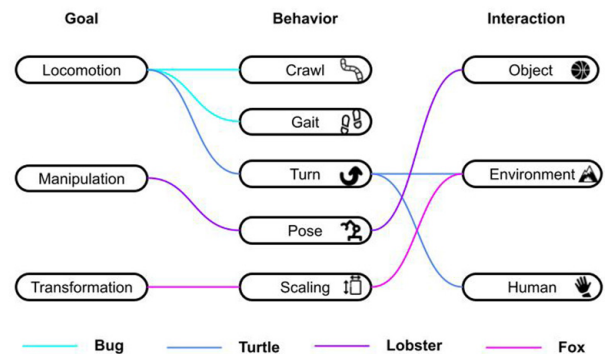 Goal Behavior Interaction
Locomotion Crawl Object
Gait
Manipulation Turn Environment
Pose
Transformation Scaling Human
Bug Turtle Lobster Fox